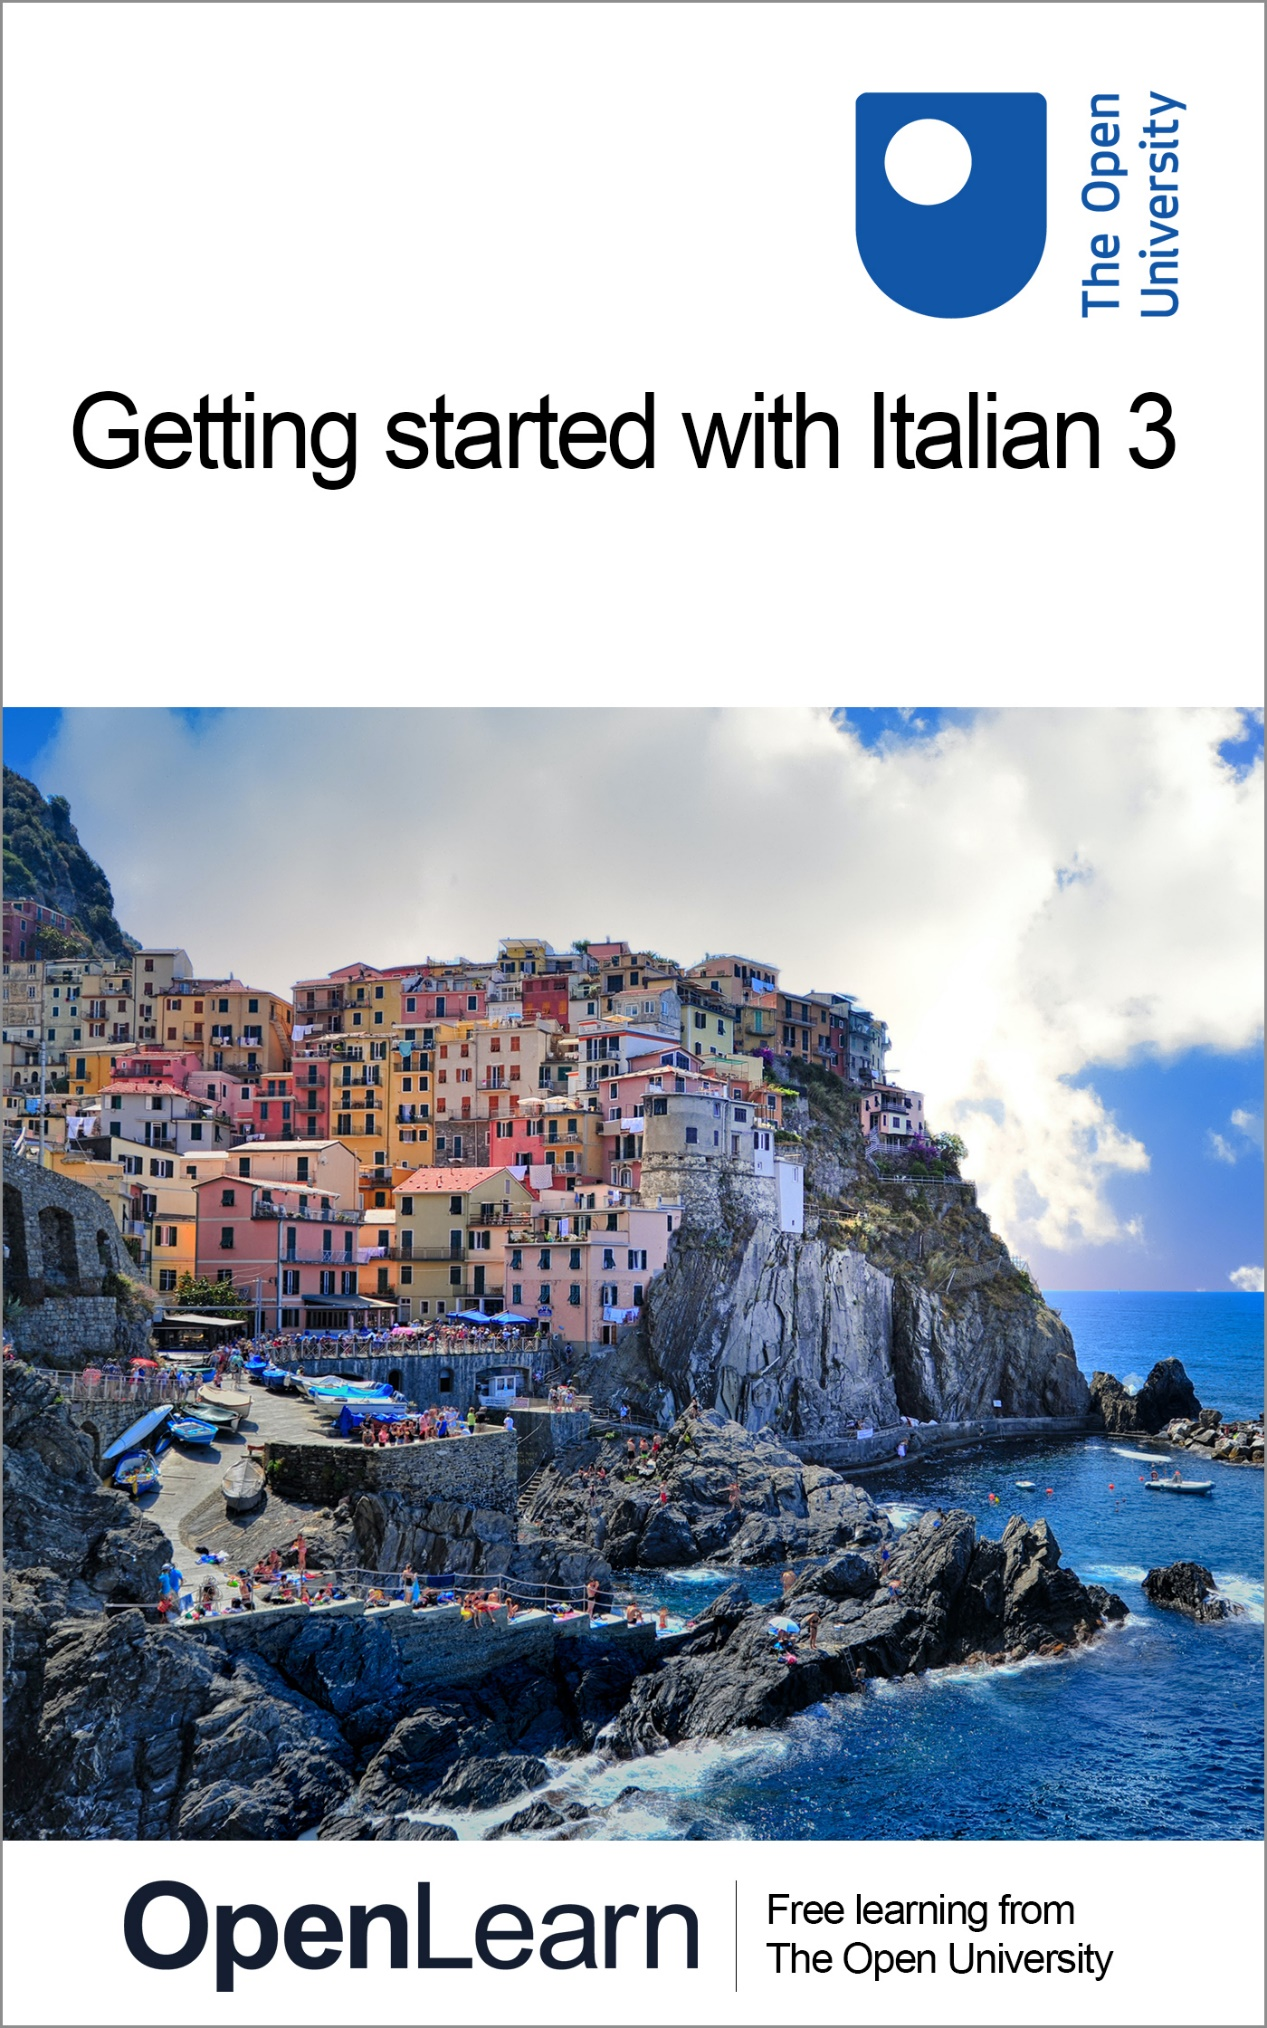 The Open
University
Getting started with Italian 3
OpenLearn
Free learning from
The Open University